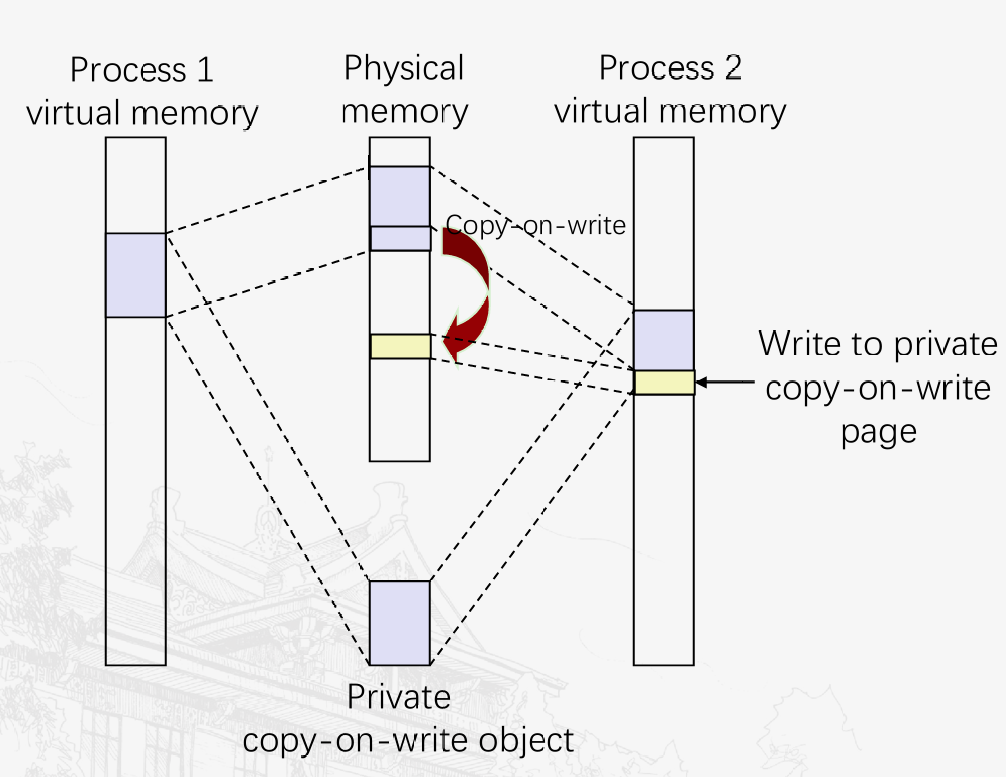 Process 1
virtual memory
Physical
memory
Process 2
virtual memory
Copy-on-write
Write to private
copy-on-write
page
Private
copy-on-write object